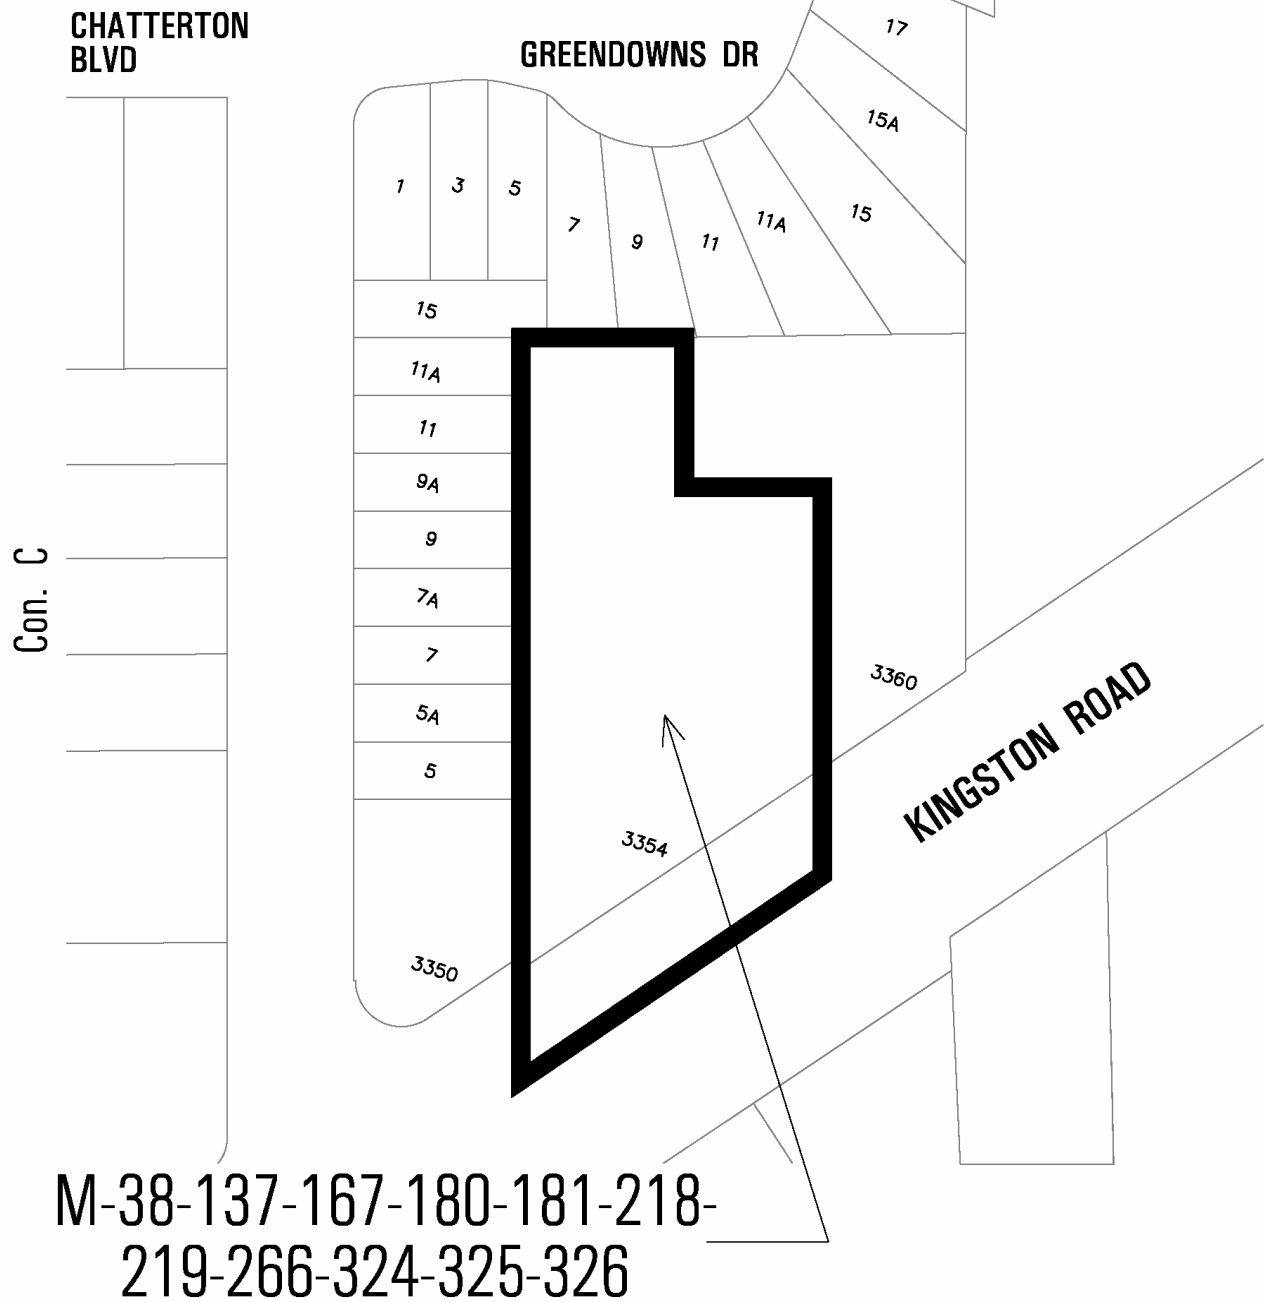 CHATTERTON
BLVD
GREENDOWNS DR
17
15A
1
3
5
7
9
11
11A
15
15
11A
11
9A
9
7A
7
5A
5
Con. C
3360
KINGSTON ROAD
3354
3350
M-38-137-167-180-181-218-
219-266-324-325-326